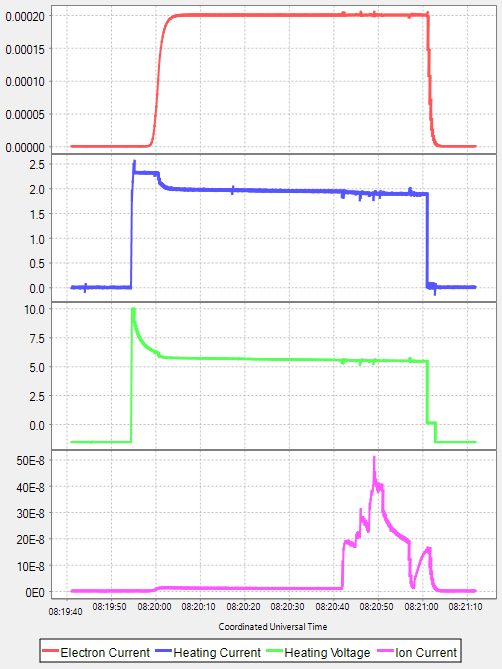 0.00020
0.00015
0.00010
0.00005
0.00000
2.5
2.0
1.5
1.0
0.5
0.0
10.0
7.5
5.0
2.5
0.0
50E-8
40E-8
30E-8
20E-8
10E-8
0E0
08:19:40 08:19:50 08:20:00 08:20:10 08:20:20 08:20:30 08:20:40 08:20:50 08:21:00 08:21:10
Coordinated Universal Time
Electron Current Heating Current Heating Voltage Ion Current